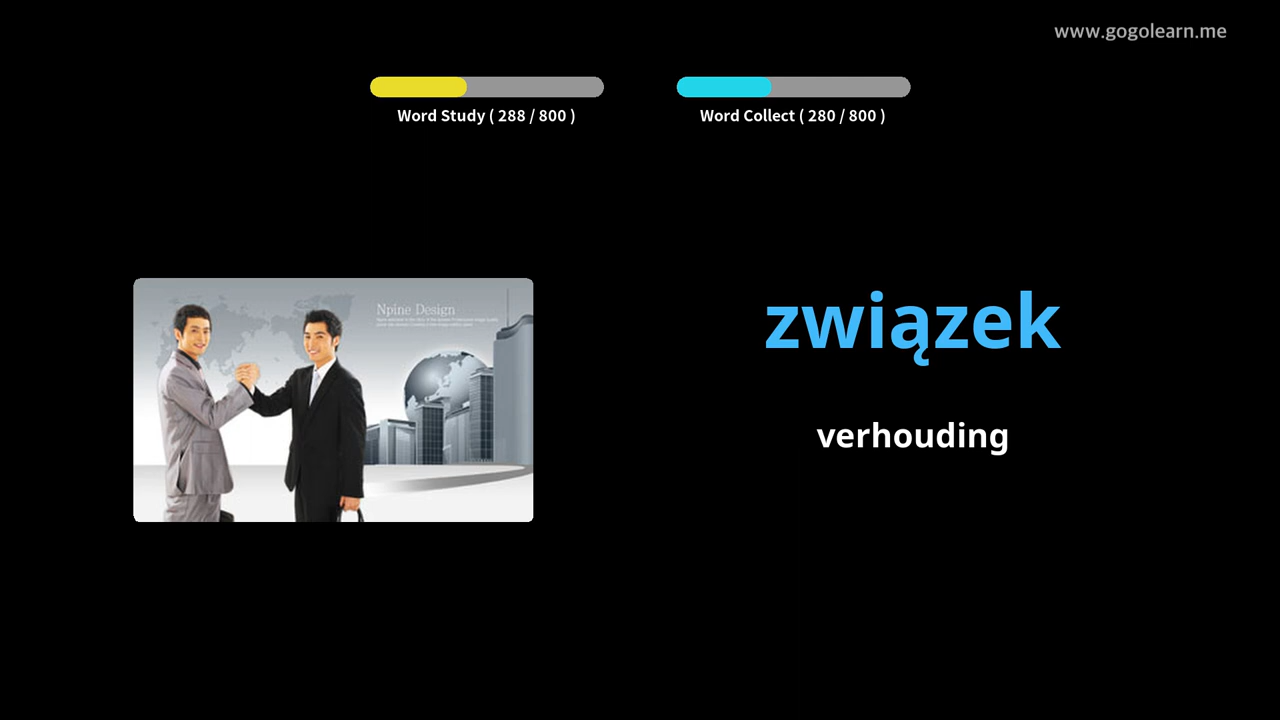 www.gogolearn.me
Word Study ( 288 / 800 )
Word Collect ( 280 / 800 )
Npine Design
związek
verhouding